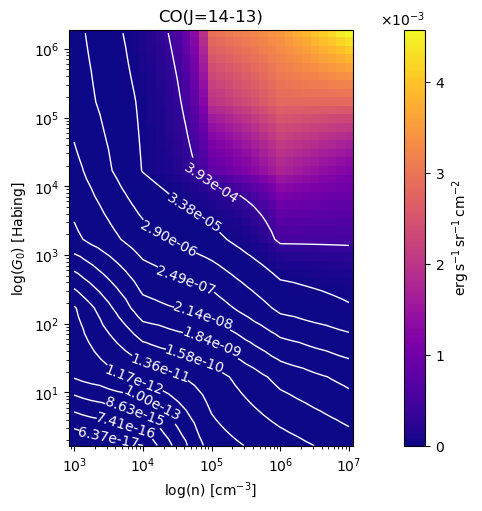 CO(J=14-13)
×10⁻³
log(G₀) [Habing]
10⁶
10⁵
10⁴
10³
10²
10¹
3.93e-04
3.38e-05
2.90e-06
2.49e-07
2.14e-08
1.84e-09
1.58e-10
1.36e-11
1.17e-12
1.00e-13
8.63e-15
7.41e-16
6.37e-17
10³ 10⁴ 10⁵ 10⁶ 10⁷
log(n) [cm⁻³]
4
3
2
1
0
erg s⁻¹ sr⁻¹ cm⁻²